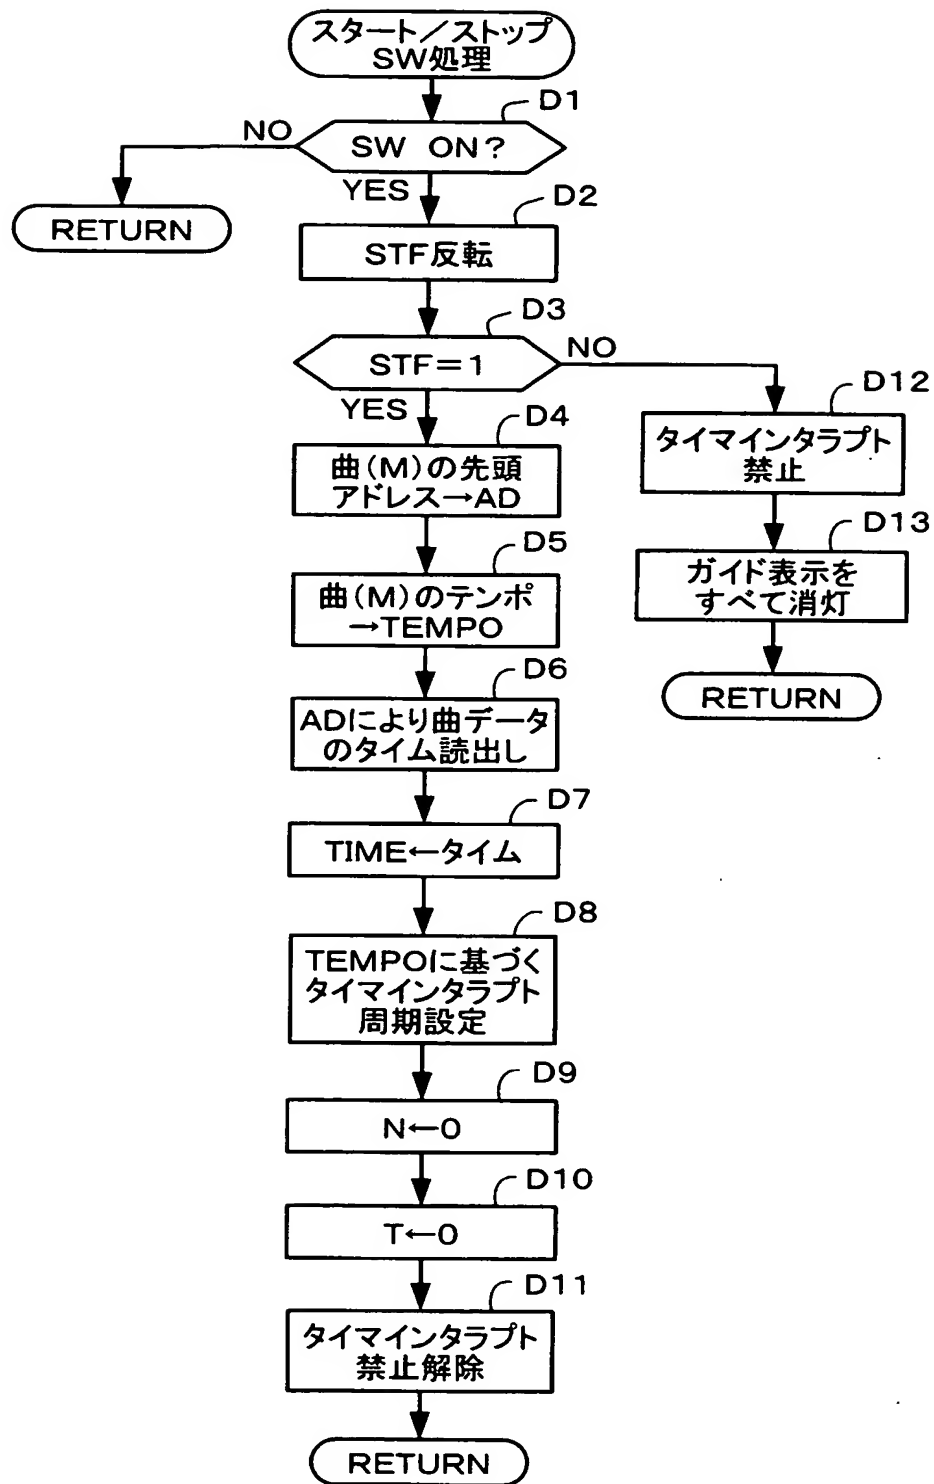 スタート/ストップ
SW処理
D1
SW ON?
NO
YES
RETURN
D2
STF反転
D3
STF=1
NO
YES
D4
曲(M)の先頭
アドレス→AD
D5
曲(M)のテンポ
→TEMPO
D6
ADにより曲データ
のタイム読出し
D7
TIME←タイム
D8
TEMPOに基づく
タイマインタラプト
周期設定
D9
N←0
D10
T←0
D11
タイマインタラプト
禁止解除
RETURN
D12
タイマインタラプト
禁止
D13
ガイド表示を
すべて消灯
RETURN